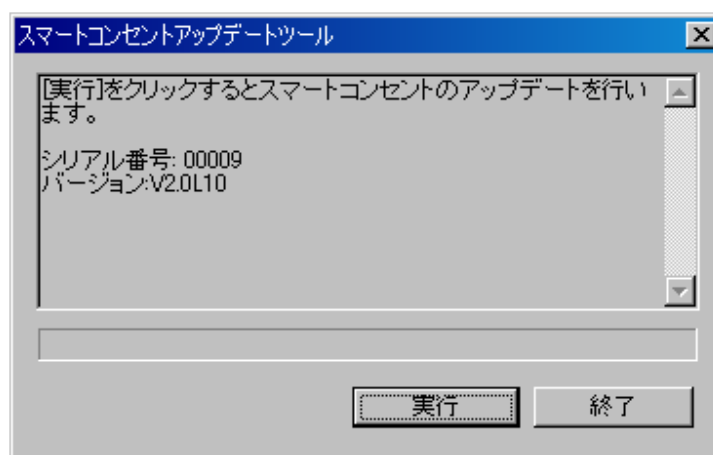 スマートコンセントアップデートツール
[実行]をクリックするとスマートコンセントのアップデートを行い
ます。
シリアル番号: 00009
バージョン:V2.0L10
実行
終了